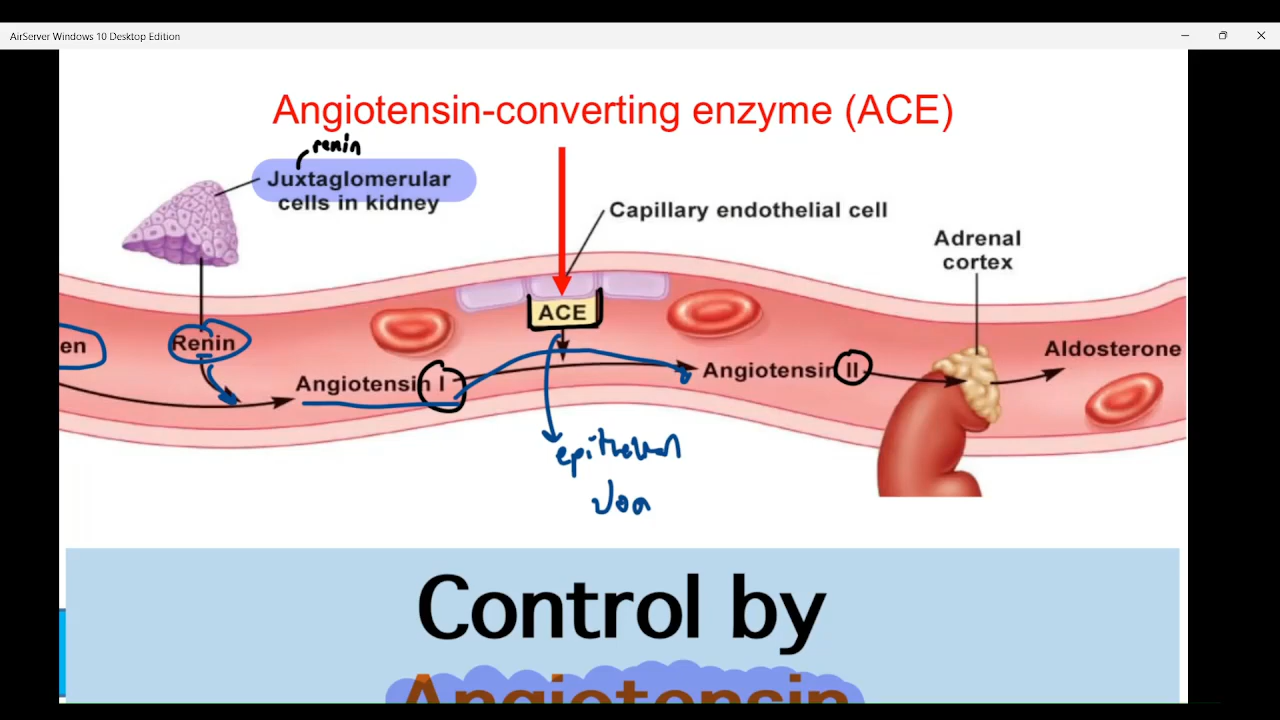 AirServer Windows 10 Desktop Edition
Angiotensin-converting enzyme (ACE)
renin
Juxtaglomerular
cells in kidney
Capillary endothelial cell
Adrenal
cortex
ACE
en
Renin
Angiotensin I
Angiotensin II
Aldosterone
Control by
Angiotensin